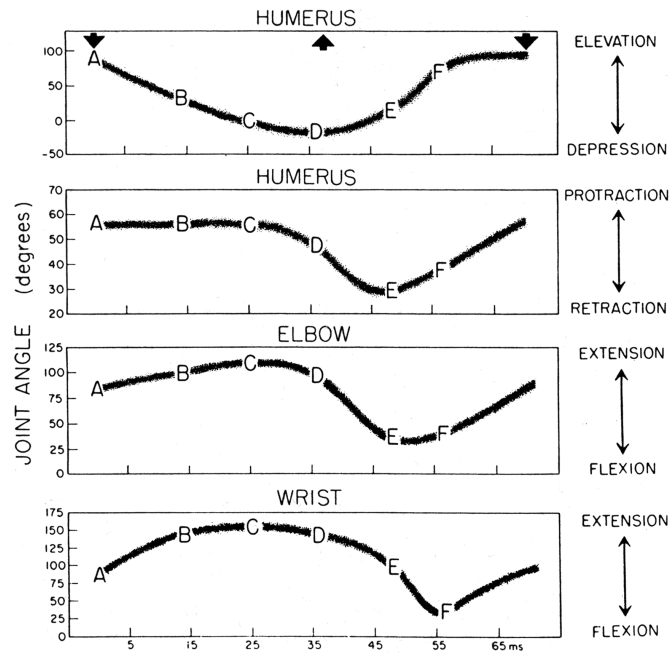 HUMERUS
100
50
0
-50
A B C D E F
ELEVATION
DEPRESSION
HUMERUS
70
60
50
40
30
20
A B C D E F
PROTRACTION
RETRACTION
JOINT ANGLE (degrees)
ELBOW
125
100
75
50
25
0
A B C D E F
EXTENSION
FLEXION
WRIST
175
150
125
100
75
50
25
0
A B C D E F
EXTENSION
FLEXION
5 15 25 35 45 55 65 ms